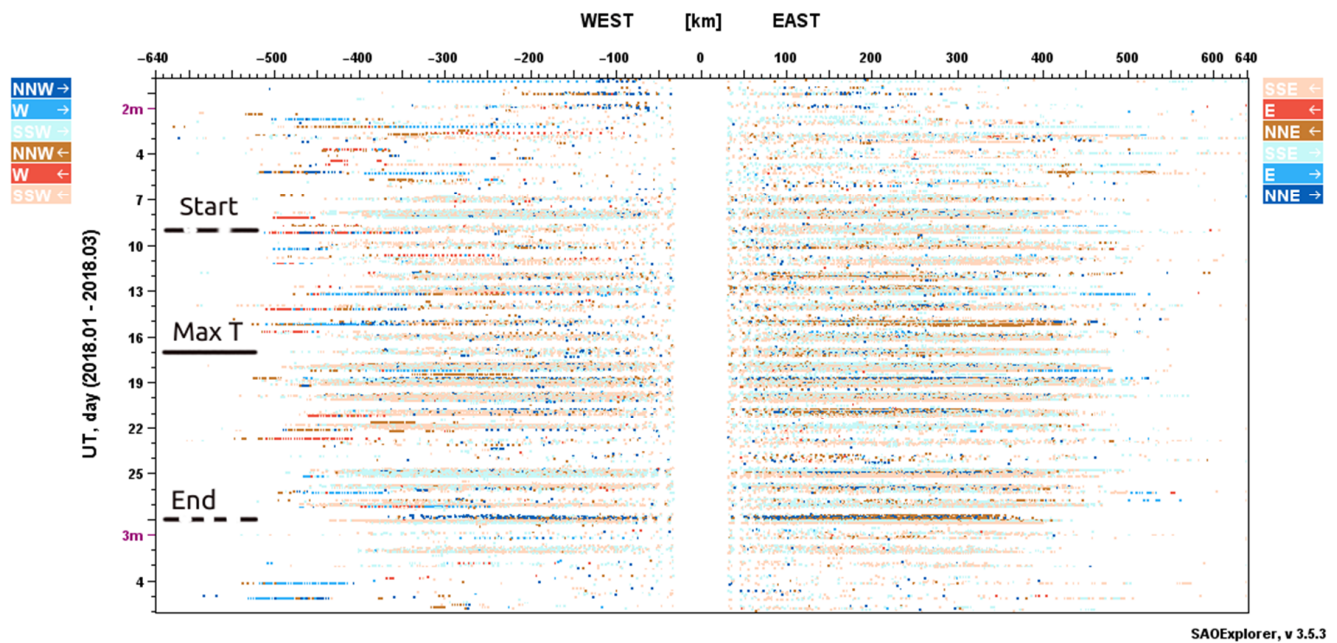 WEST [km] EAST
−640 −500 −400 −300 −200 −100 0 100 200 300 400 500 600 640
NNW →
W →
SSW →
NNW ←
W ←
SSW ←
UT, day (2018.01 - 2018.03)
2m
4
7
10
13
16
19
22
25
3m
4
Start
Max T
End
SSE ←
E ←
NNE ←
SSE →
E →
NNE →
SAOExplorer, v 3.5.3